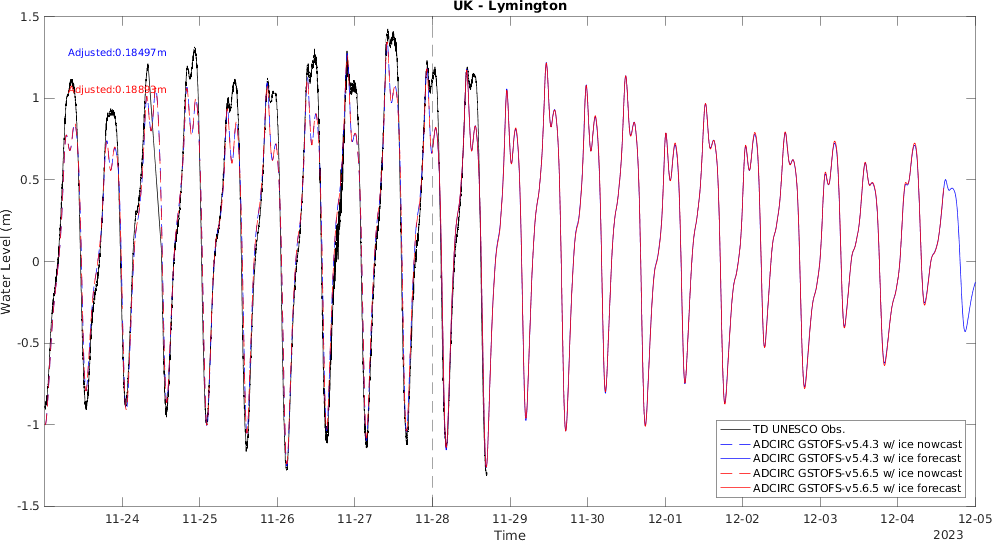 UK - Lymington
Adjusted:0.18497m
Adjusted:0.18893m
Water Level (m)
1.5
1
0.5
0
-0.5
-1
-1.5
TD UNESCO Obs.
ADCIRC GSTOFS-v5.4.3 w/ ice nowcast
ADCIRC GSTOFS-v5.4.3 w/ ice forecast
ADCIRC GSTOFS-v5.6.5 w/ ice nowcast
ADCIRC GSTOFS-v5.6.5 w/ ice forecast
11-24 11-25 11-26 11-27 11-28 11-29 11-30 12-01 12-02 12-03 12-04 12-05
Time
2023